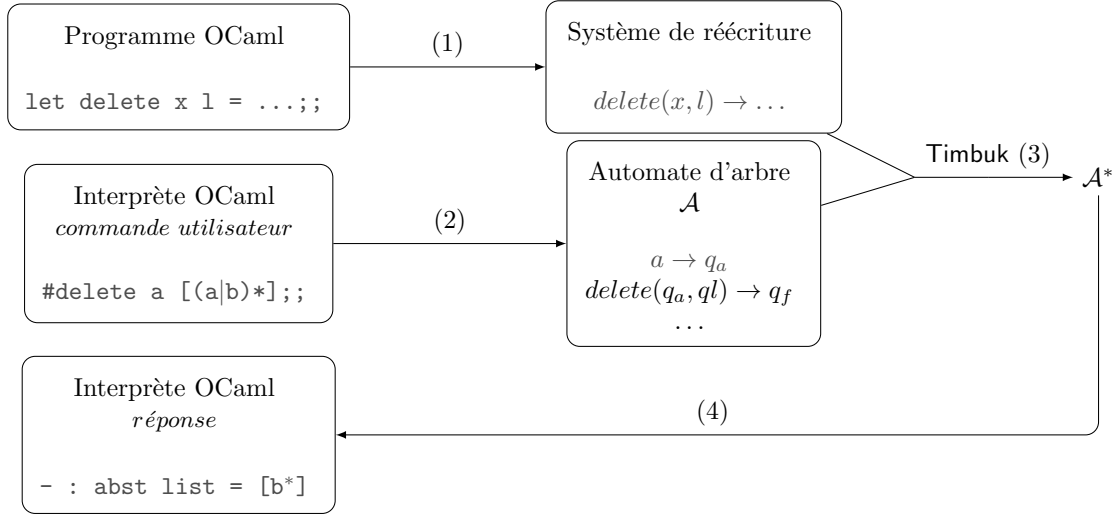 Programme OCaml
let delete x l = ...;;
(1)
Système de réécriture
delete(x, l) → ...
Interprète OCaml
commande utilisateur
#delete a [(a|b)*];;
(2)
Automate d'arbre
𝒜
a → q_a
delete(q_a, ql) → q_f
...
Timbuk (3)
𝒜*
Interprète OCaml
réponse
- : abst list = [b*]
(4)